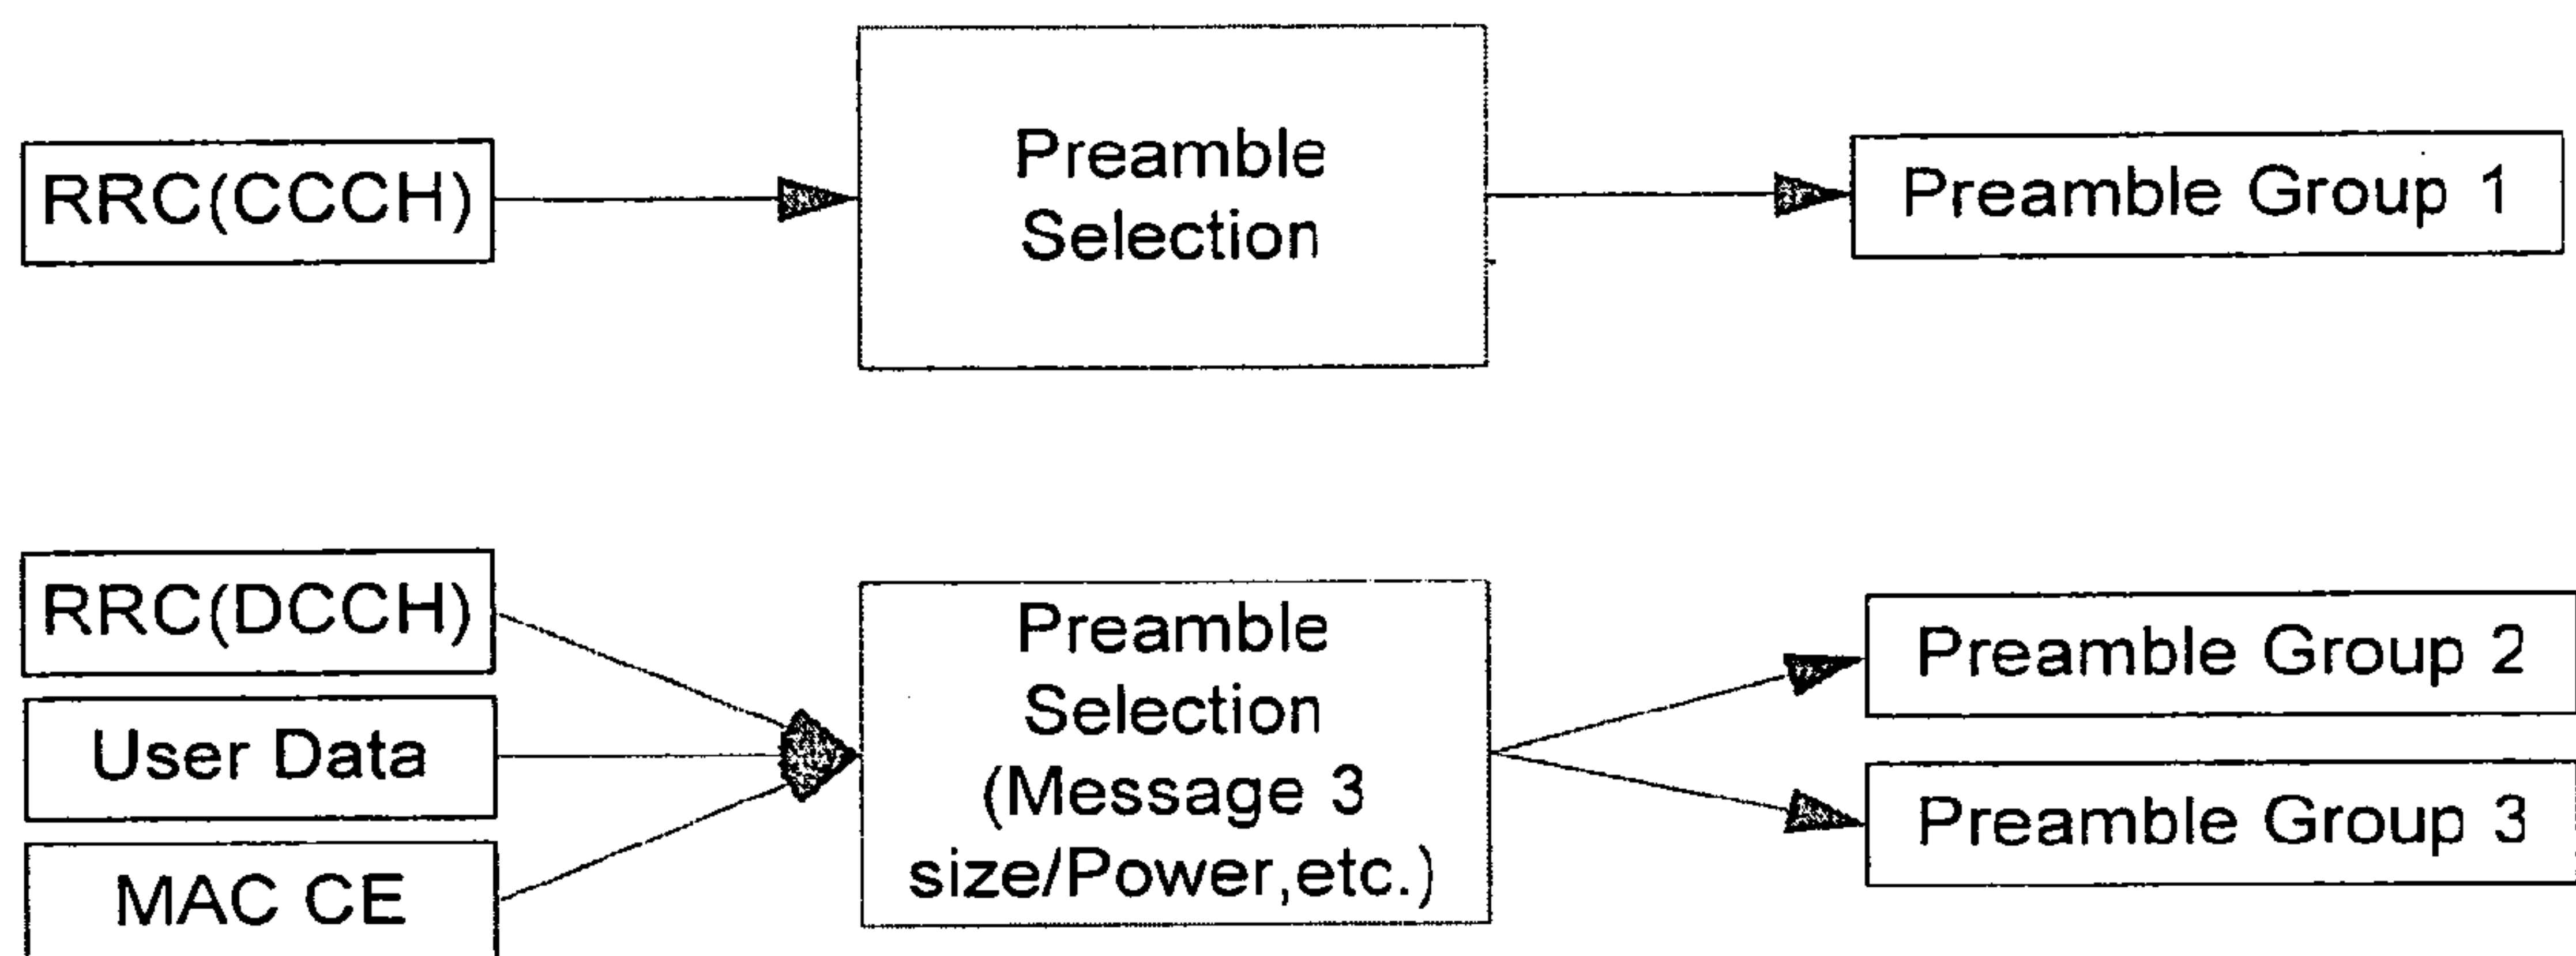 RRC(CCCH)
Preamble
Selection
Preamble Group 1
RRC(DCCH)
User Data
MAC CE
Preamble
Selection
(Message 3
size/Power,etc.)
Preamble Group 2
Preamble Group 3